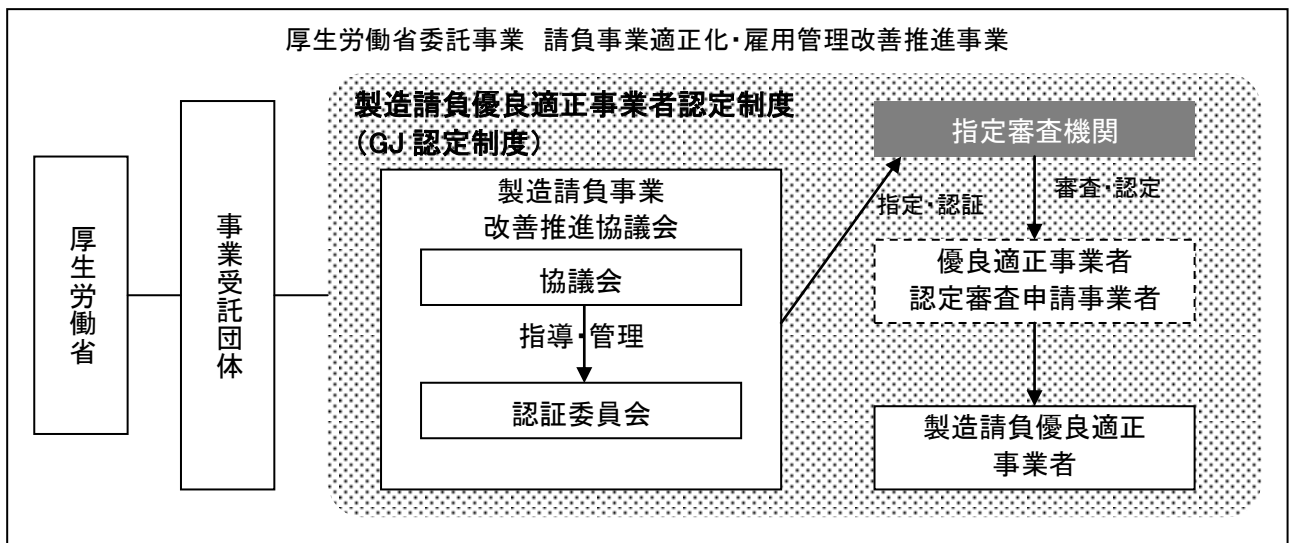 厚生労働省委託事業　請負事業適正化・雇用管理改善推進事業
厚生労働省
事業受託団体
製造請負優良適正事業者認定制度
(GJ 認定制度)
製造請負事業
改善推進協議会
協議会
指導・管理
認証委員会
指定・認証
指定審査機関
審査・認定
優良適正事業者
認定審査申請事業者
製造請負優良適正
事業者